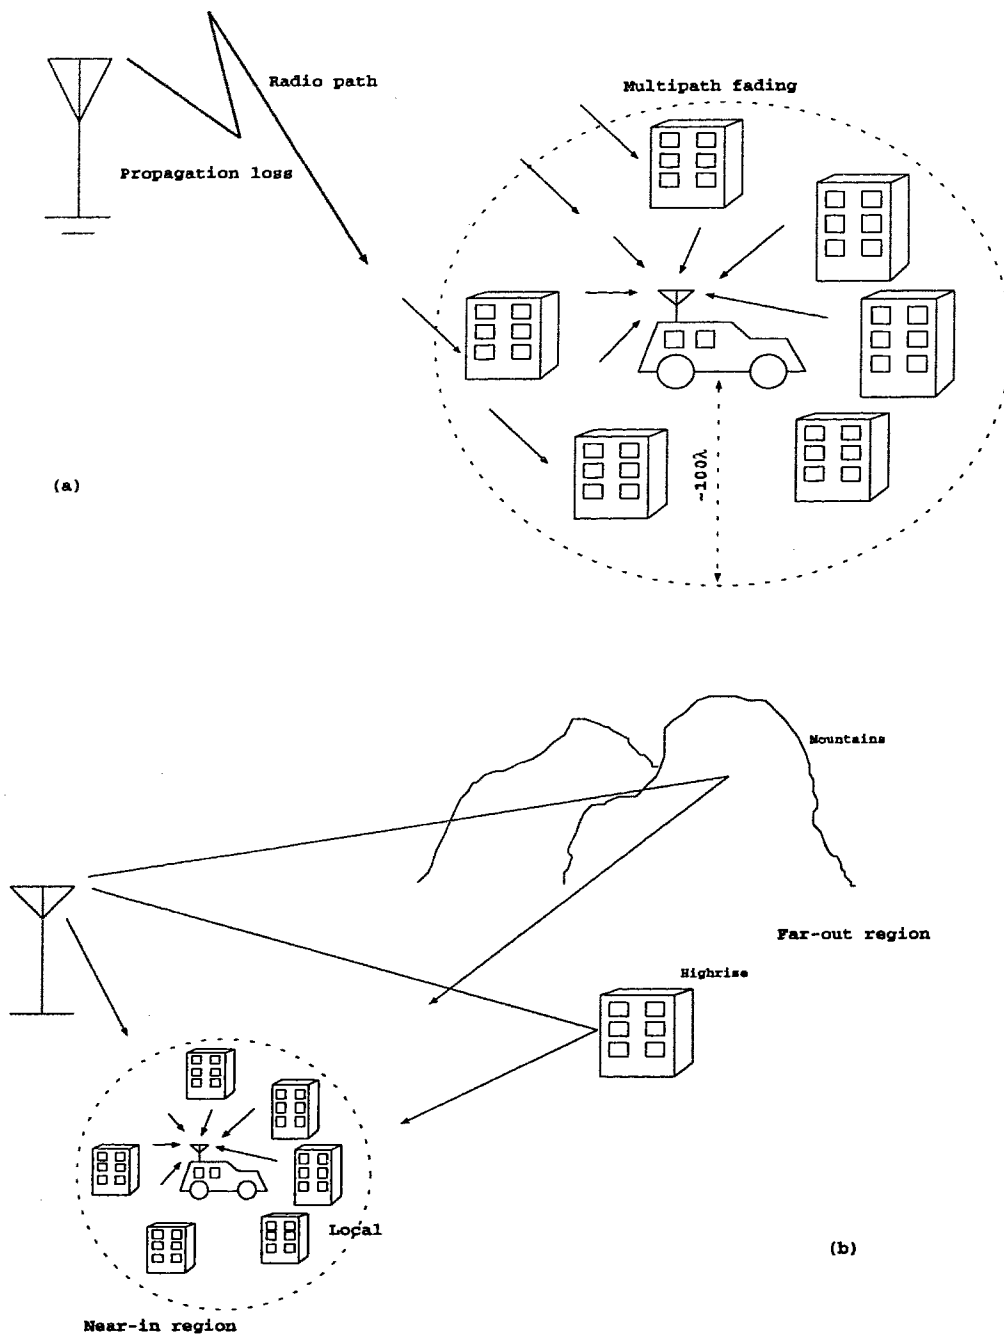 Radio path
Multipath fading
Propagation loss
~100λ
(a)
Mountains
Far-out region
Highrise
Local
(b)
Near-in region